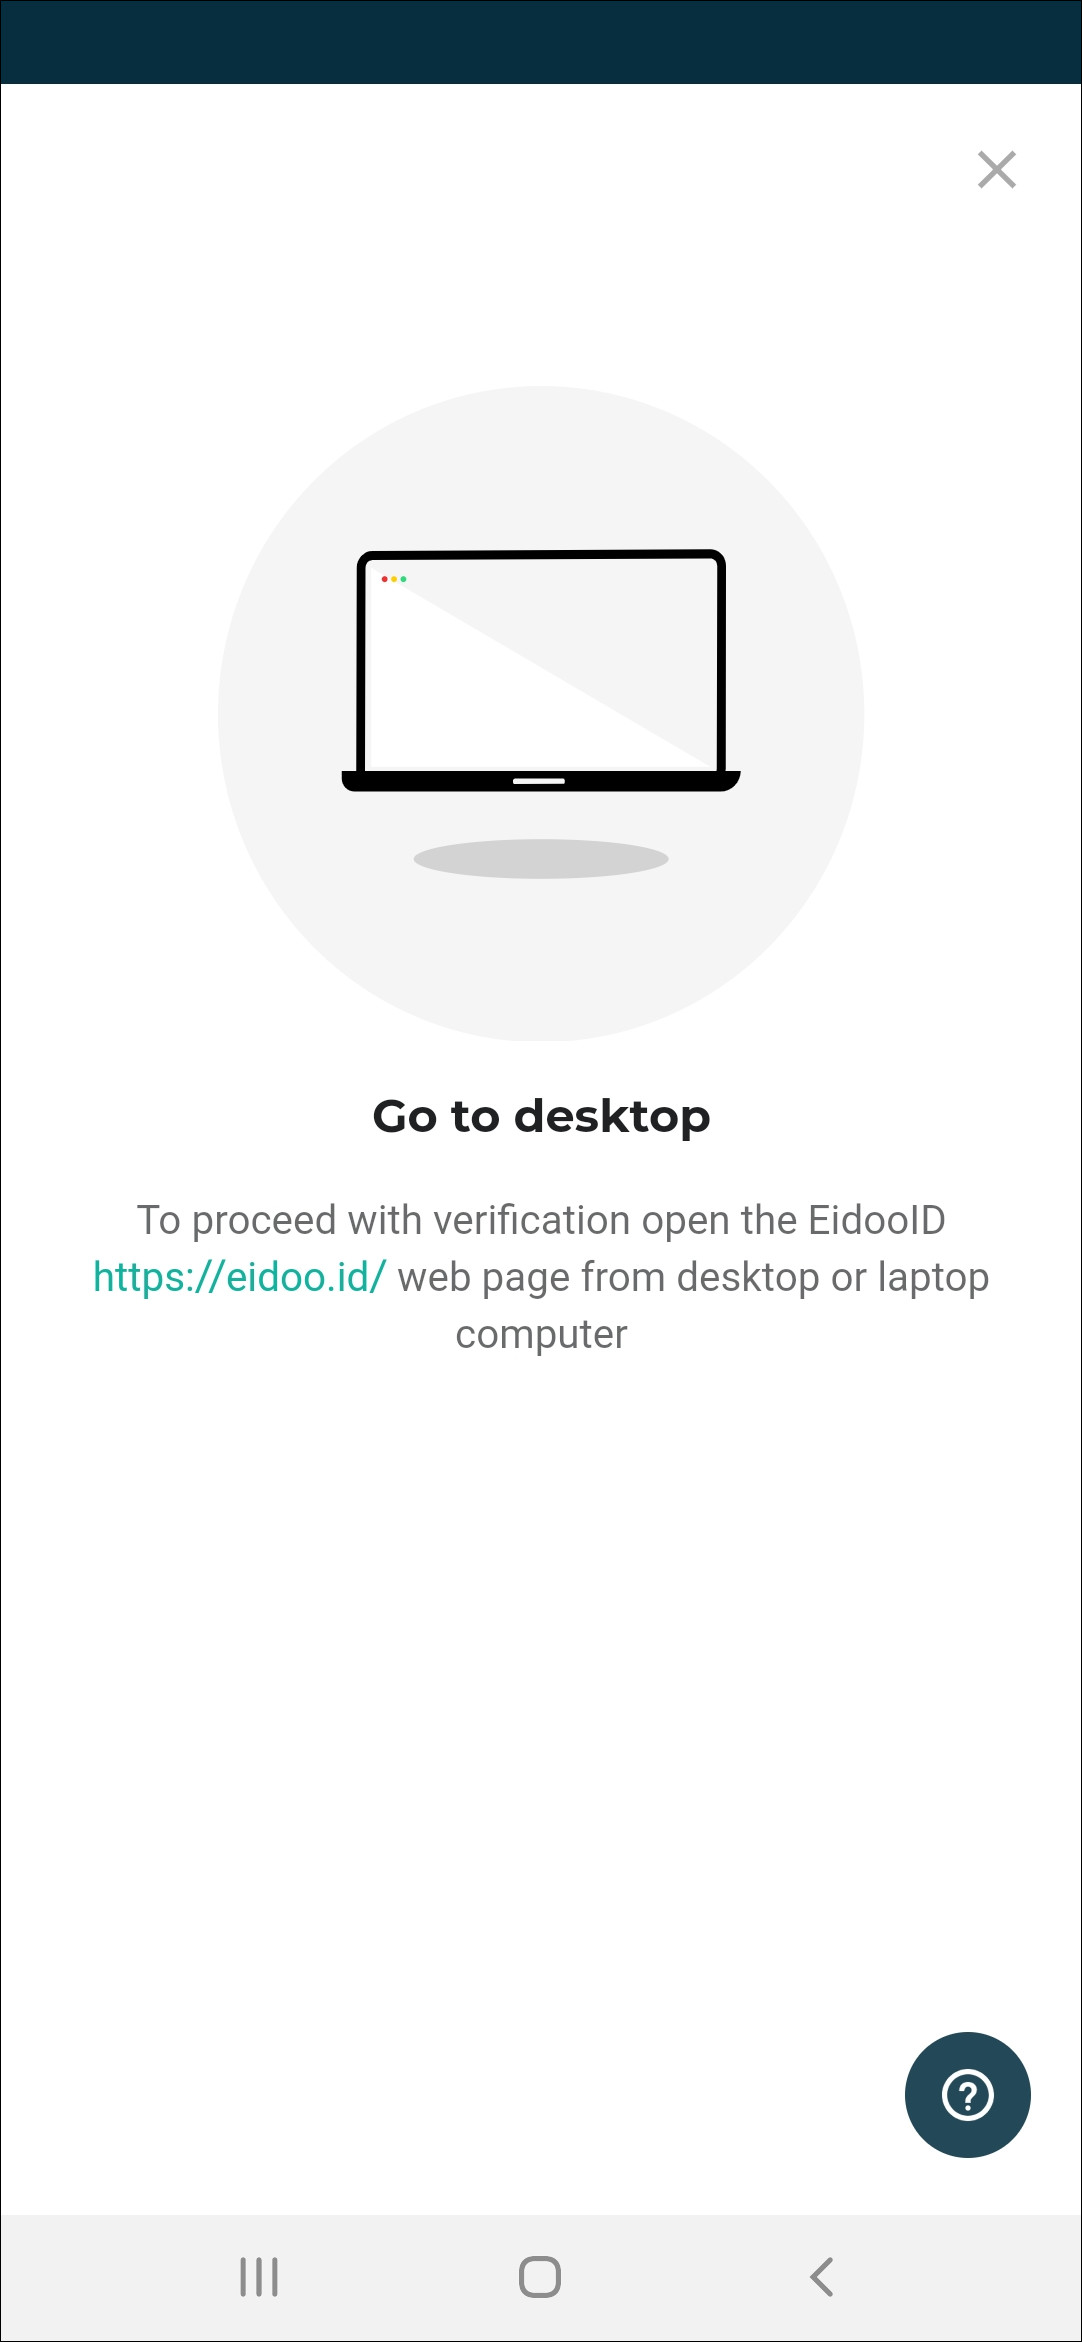 Go to desktop
To proceed with verification open the EidooID
https://eidoo.id/ web page from desktop or laptop
computer
?